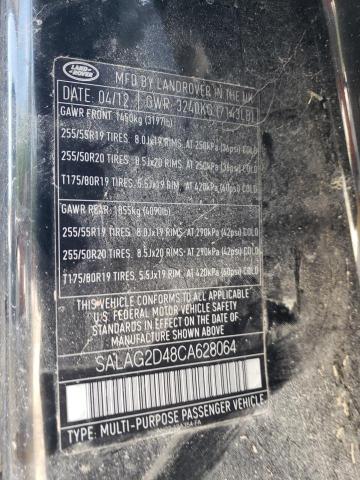 LAND
ROVER
MFD BY LANDROVER IN THE UK
DATE: 04/12 GWR 3240KG (7143LB)
GAWR FRONT: 1450kg (3197lb)
255/55R19 TIRES, 8.0Jx19 RIMS, AT 250kPa (36psi) COLD
255/50R20 TIRES, 8.5Jx20 RIMS, AT 250kPa (36psi) COLD
T175/80R19 TIRES, 5.5Jx19 RIM, AT 420kPa (60psi) COLD
GAWR REAR: 1855kg (4090lb)
255/55R19 TIRES, 8.0Jx19 RIMS, AT 290kPa (42psi) COLD
255/50R20 TIRES, 8.5Jx20 RIMS, AT 290kPa (42psi) COLD
T175/80R19 TIRES, 5.5Jx19 RIM, AT 420kPa (60psi) COLD
THIS VEHICLE CONFORMS TO ALL APPLICABLE
U.S. FEDERAL MOTOR VEHICLE SAFETY
STANDARDS IN EFFECT ON THE DATE OF
MANUFACTURE SHOWN ABOVE.
SALAG2D48CA628064
TYPE: MULTI-PURPOSE PASSENGER VEHICLE